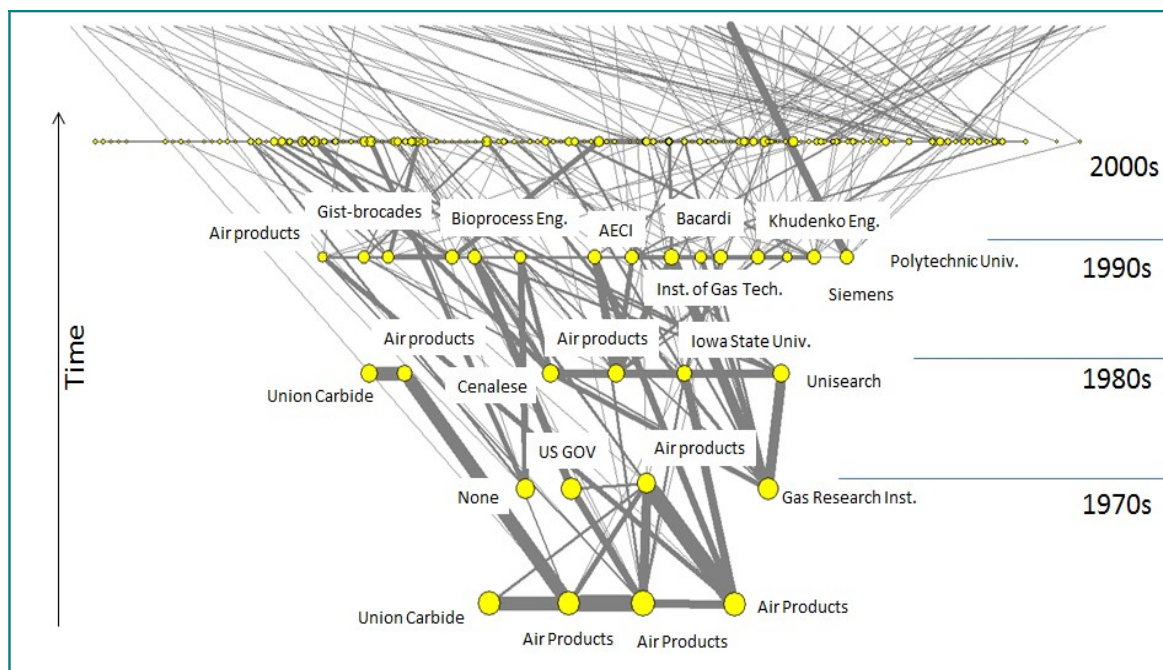 2000s
Gist-brocades
Bioprocess Eng.
Bacardi
Khudenko Eng.
Air products
AECI
Polytechnic Univ.
1990s
Inst. of Gas Tech.
Siemens
Time
Air products
Air products
Iowa State Univ.
Union Carbide
Cenalese
Unisearch
1980s
US GOV
Air products
None
Gas Research Inst.
1970s
Union Carbide
Air Products
Air Products
Air Products